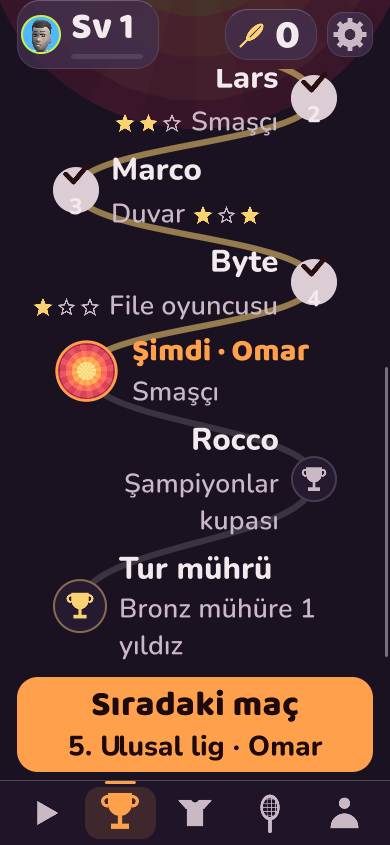 Sv 1
0
Lars
2
Smaşçı
Marco
3
Duvar
Byte
4
File oyuncusu
Şimdi · Omar
Smaşçı
Rocco
Şampiyonlar
kupası
Tur mührü
Bronz mühüre 1
yıldız
Sıradaki maç
5. Ulusal lig · Omar